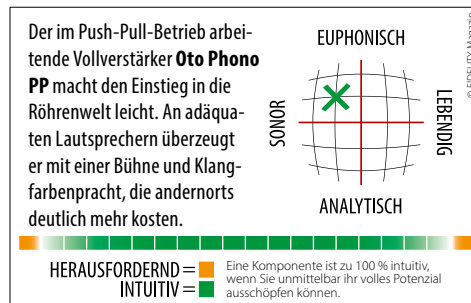 Der im Push-Pull-Betrieb arbei-
tende Vollverstärker Oto Phono
PP macht den Einstieg in die
Röhrenwelt leicht. An adäqua-
ten Lautsprechern überzeugt
er mit einer Bühne und Klang-
farbenpracht, die andernorts
deutlich mehr kosten.
EUPHONISCH
SONOR
LEBENDIG
ANALYTISCH
© FIDELITY Magazin
HERAUSFORDERND =
INTUITIV =
Eine Komponente ist zu 100 % intuitiv,
wenn Sie unmittelbar ihr volles Potenzial
ausschöpfen können.